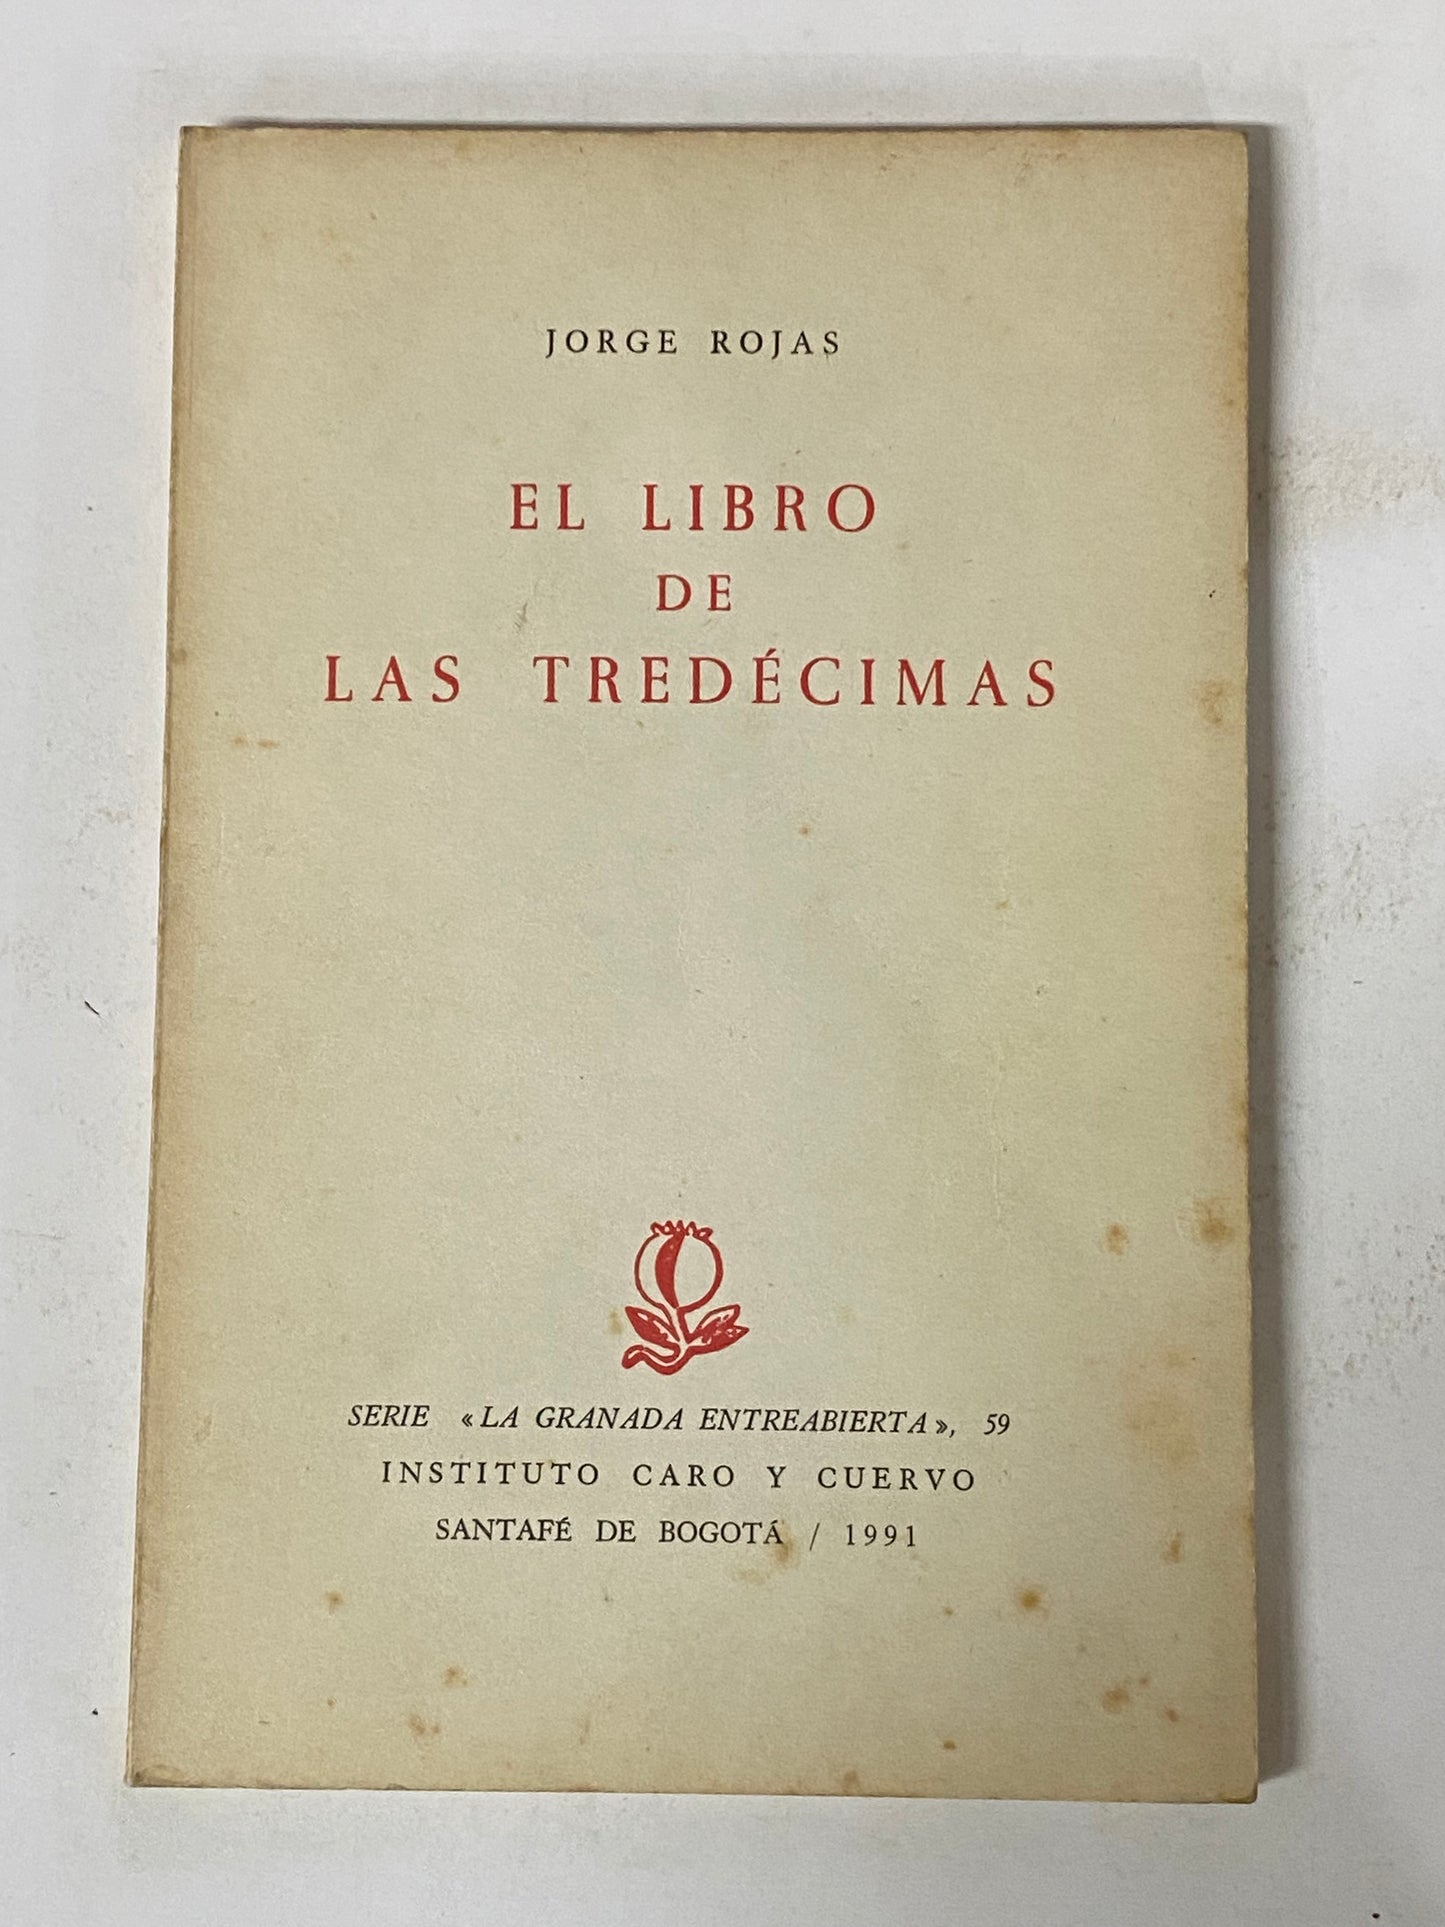 JORGE ROJAS
EL LIBRO
DE
LAS TREDÉCIMAS
SERIE «LA GRANADA ENTREABIERTA», 59
INSTITUTO CARO Y CUERVO
SANTAFÉ DE BOGOTÁ / 1991